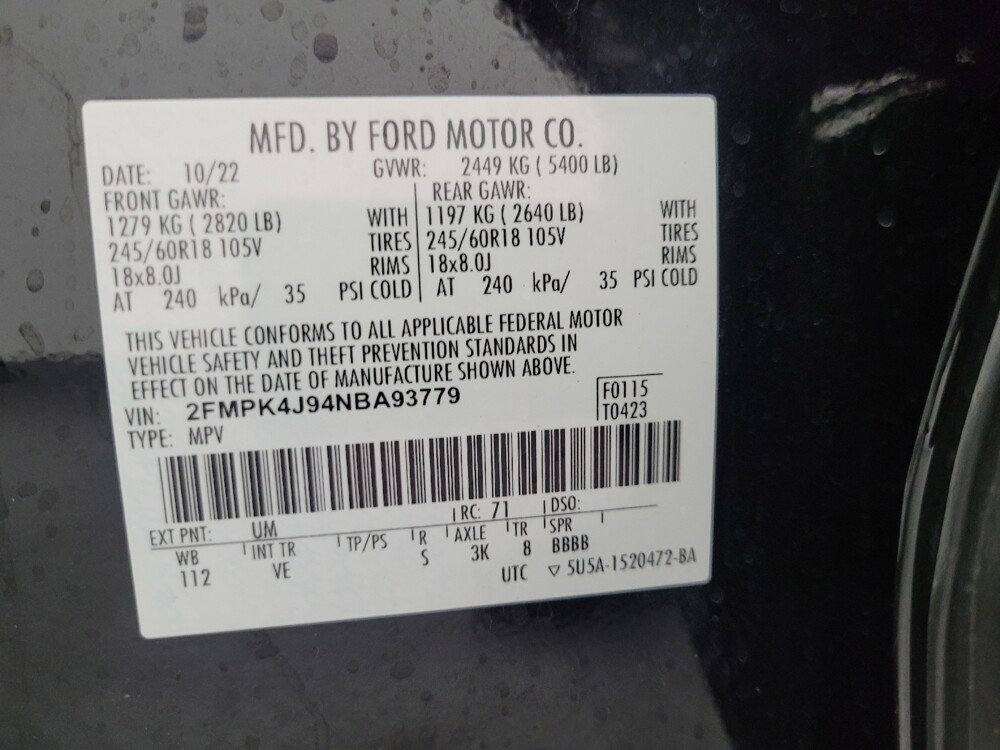 MFD. BY FORD MOTOR CO.
DATE: 10/22 GVWR: 2449 KG ( 5400 LB)
FRONT GAWR: REAR GAWR:
1279 KG ( 2820 LB) WITH 1197 KG ( 2640 LB) WITH
245/60R18 105V TIRES 245/60R18 105V TIRES
18x8.0J RIMS 18x8.0J RIMS
AT 240 kPa/ 35 PSI COLD AT 240 kPa/ 35 PSI COLD
THIS VEHICLE CONFORMS TO ALL APPLICABLE FEDERAL MOTOR
VEHICLE SAFETY AND THEFT PREVENTION STANDARDS IN
EFFECT ON THE DATE OF MANUFACTURE SHOWN ABOVE.
VIN: 2FMPK4J94NBA93779 F0115
TYPE: MPV T0423
EXT PNT: UM RC: 71 DSO:
WB INT TR TP/PS R AXLE TR SPR
112 VE S 3K 8 BBBB
UTC ▽ 5U5A-1520472-BA